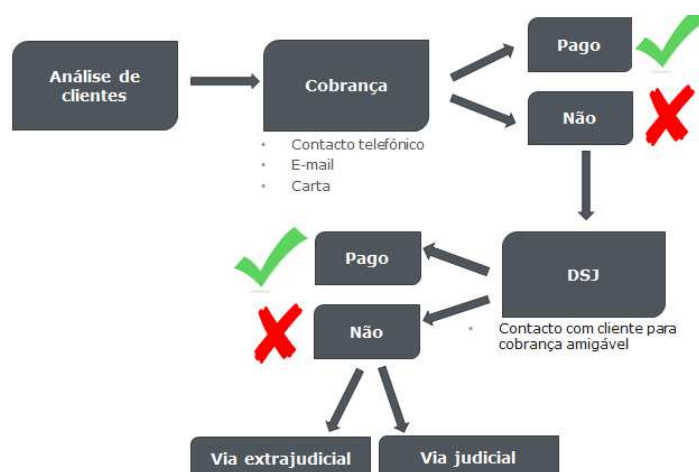 Análise de
clientes
Cobrança
Pago
Não
• Contacto telefónico
• E-mail
• Carta
DSJ
• Contacto com cliente para
cobrança amigável
Pago
Não
Via extrajudicial
Via judicial